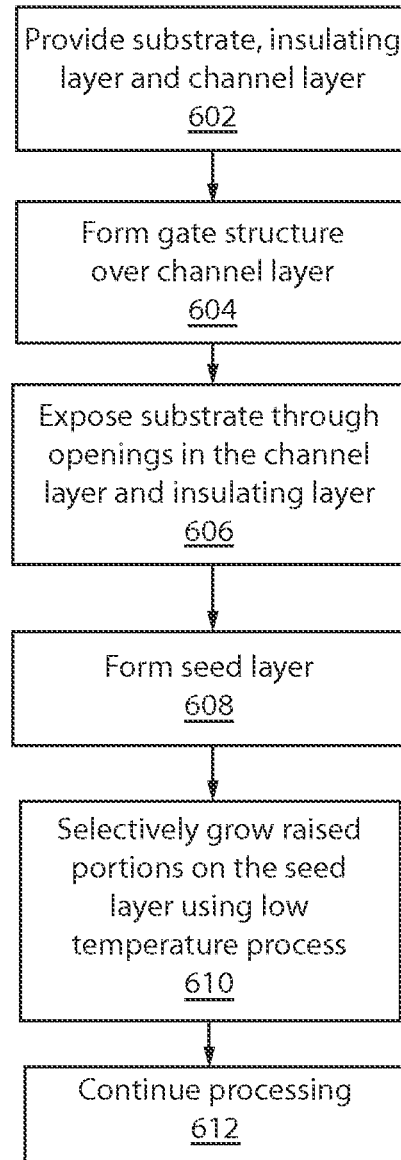 Provide substrate, insulating
layer and channel layer
602
Form gate structure
over channel layer
604
Expose substrate through
openings in the channel
layer and insulating layer
606
Form seed layer
608
Selectively grow raised
portions on the seed
layer using low
temperature process
610
Continue processing
612